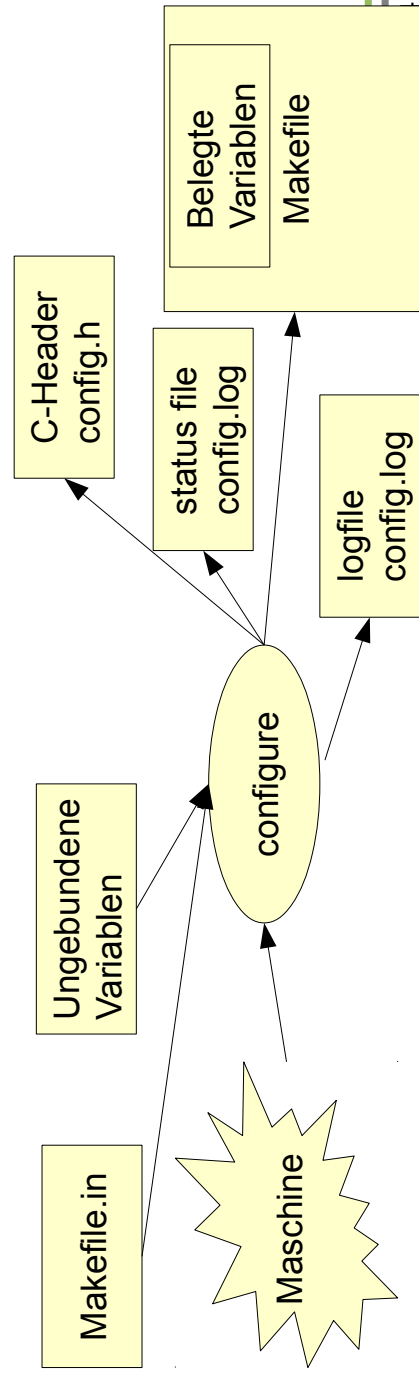 Makefile.in
Ungebundene
Variablen
Maschine
configure
C-Header
config.h
status file
config.log
logfile
config.log
Belegte
Variablen
Makefile